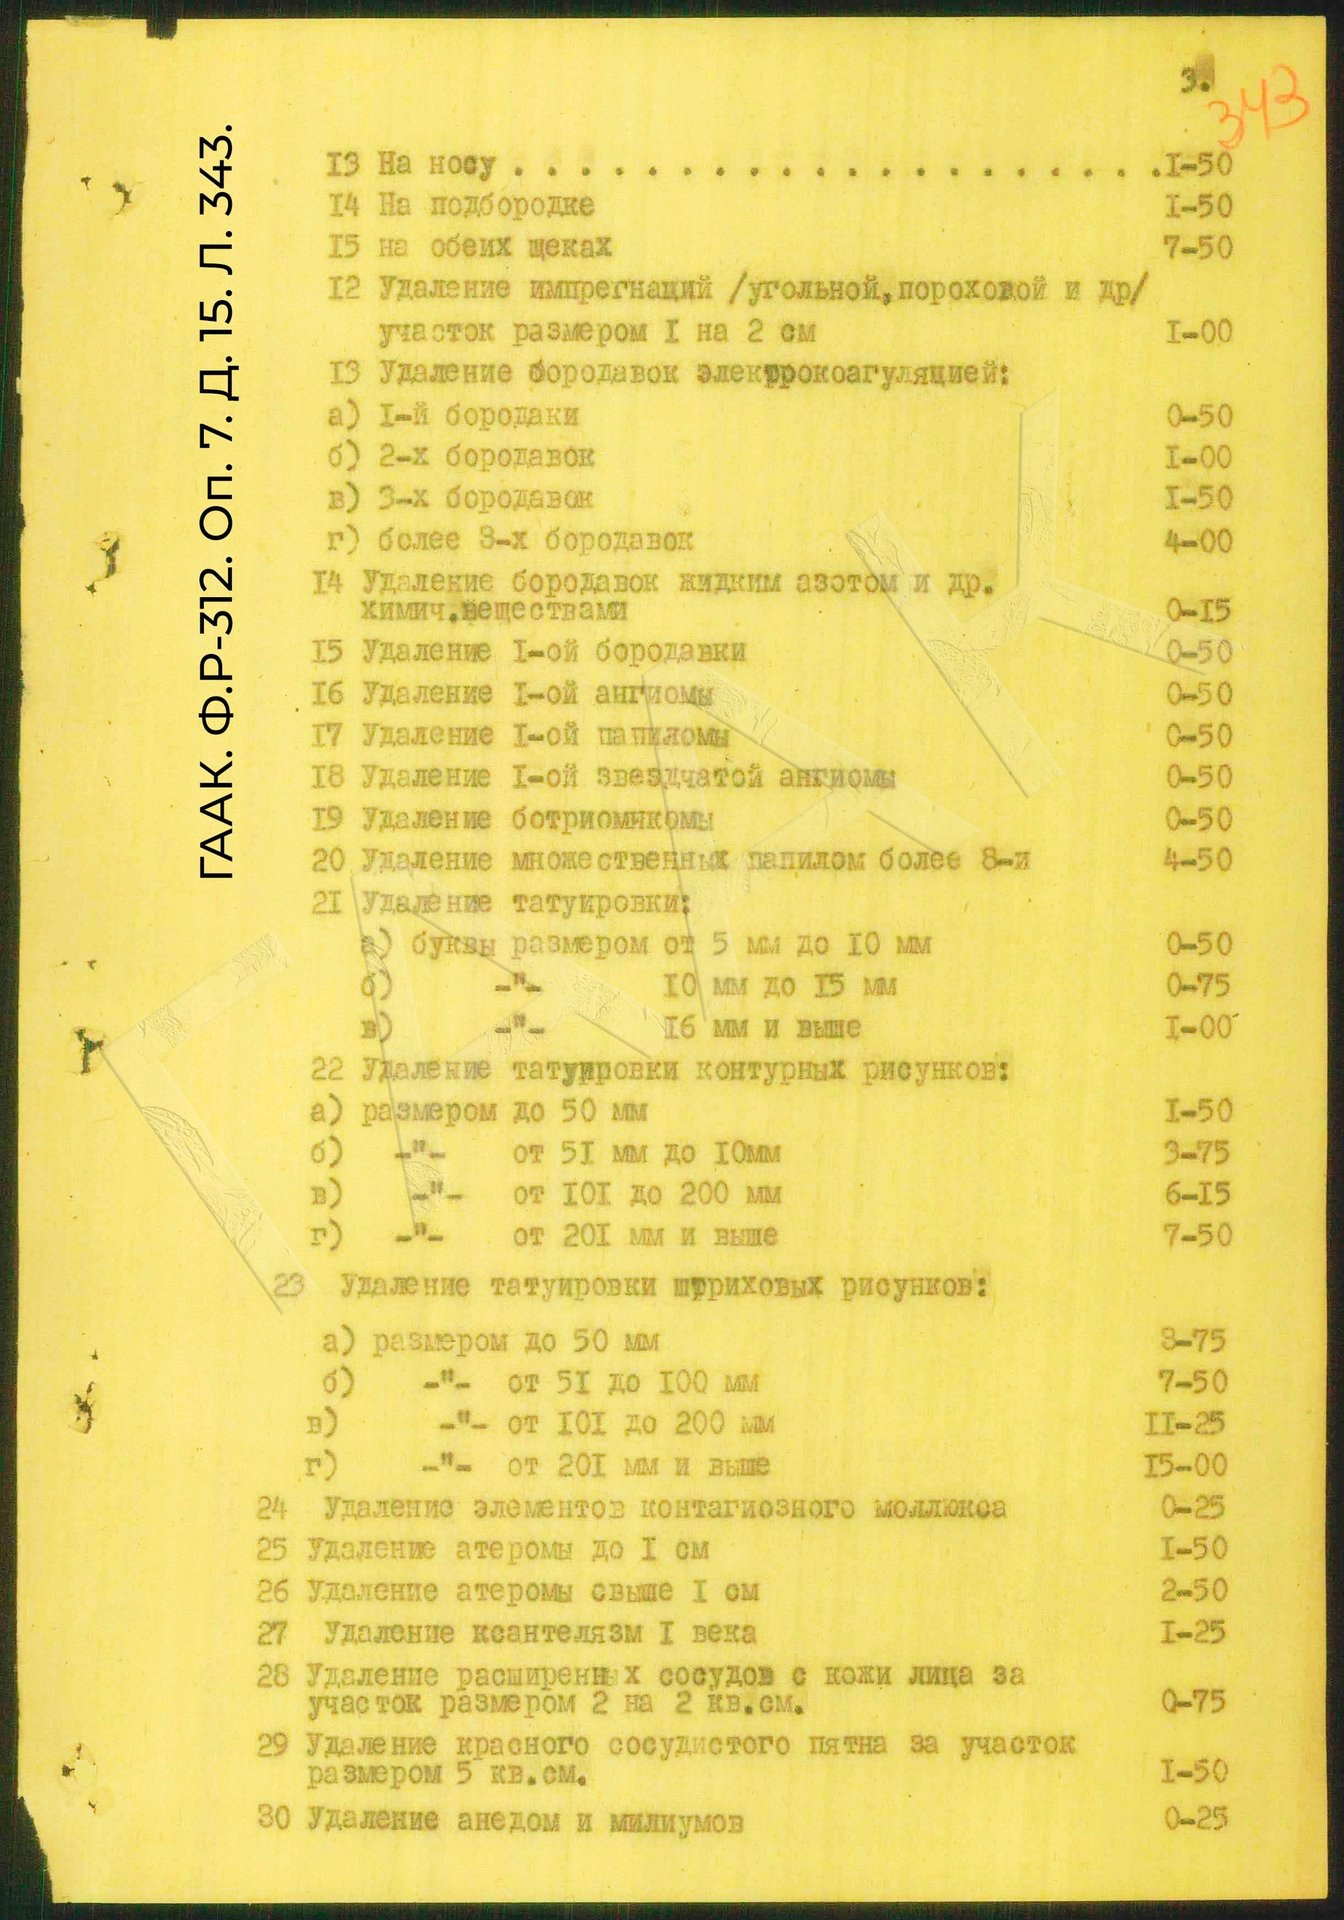 3.
343
ГААК. Ф.Р-312. Оп. 7. Д. 15. Л. 343.
13 На носу . . . . . . . . . . . . . . . . . . . . I-50
I4 На подбородке I-50
I5 на обеих щеках 7-50
I2 Удаление импрегнаций /угольной,пороховой и др/
участок размером I на 2 см I-00
I3 Удаление бородавок электрокоагуляцией:
а) I-й бородаки 0-50
б) 2-х бородавок I-00
в) 3-х бородавок I-50
г) более 3-х бородавок 4-00
I4 Удаление бородавок жидким азотом и др.
химич.веществами 0-I5
I5 Удаление I-ой бородавки 0-50
I6 Удаление I-ой ангиомы 0-50
I7 Удаление I-ой папиломы 0-50
I8 Удаление I-ой звездчатой ангиомы 0-50
I9 Удаление ботриомикомы 0-50
20 Удаление множественных папилом более 8-и 4-50
2I Удаление татуировки:
а) буквы размером от 5 мм до I0 мм 0-50
б) -"- I0 мм до I5 мм 0-75
в) -"- I6 мм и выше I-00
22 Удаление татуировки контурных рисунков:
а) размером до 50 мм I-50
б) -"- от 5I мм до I0мм 3-75
в) -"- от I0I до 200 мм 6-I5
г) -"- от 20I мм и выше 7-50
23 Удаление татуировки штриховых рисунков:
а) размером до 50 мм 3-75
б) -"- от 5I до I00 мм 7-50
в) -"- от I0I до 200 мм II-25
г) -"- от 20I мм и выше I5-00
24 Удаление элементов контагиозного моллюкса 0-25
25 Удаление атеромы до I см I-50
26 Удаление атеромы свыше I см 2-50
27 Удаление ксантелязм I века I-25
28 Удаление расширенных сосудов с кожи лица за
участок размером 2 на 2 кв.см. 0-75
29 Удаление красного сосудистого пятна за участок
размером 5 кв.см. I-50
30 Удаление анедом и милиумов 0-25